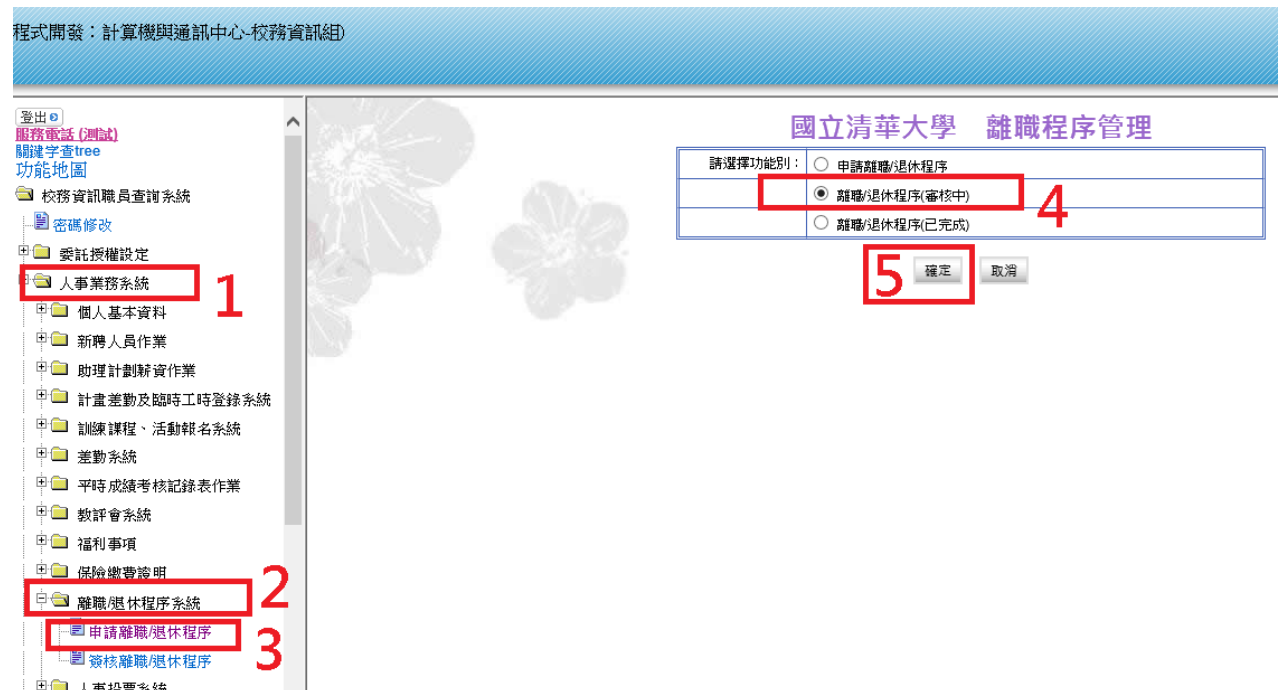 程式開發：計算機與通訊中心-校務資訊組)
登出
服務電話 (測試)
關鍵字查tree
功能地圖
校務資訊職員查詢系統
密碼修改
委託授權設定
人事業務系統
1
個人基本資料
新聘人員作業
助理計劃薪資作業
計畫差勤及臨時工時登錄系統
訓練課程、活動報名系統
差勤系統
平時成績考核記錄表作業
教評會系統
福利事項
保險繳費證明
離職/退休程序系統
2
申請離職/退休程序
3
簽核離職/退休程序
人事投票系統
國立清華大學 離職程序管理
請選擇功能別：
申請離職/退休程序
離職/退休程序(審核中)
4
離職/退休程序(已完成)
5
確定
取消